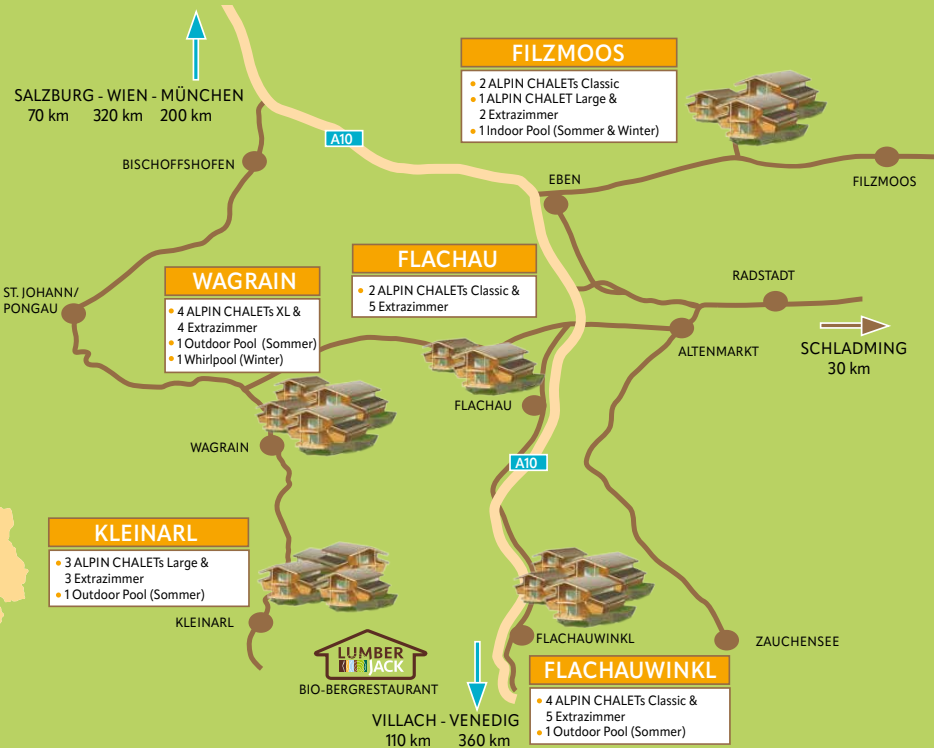 SALZBURG - WIEN - MÜNCHEN
70 km 320 km 200 km
A10
BISCHOFFSHOFEN
FILZMOOS
• 2 ALPIN CHALETs Classic
• 1 ALPIN CHALET Large &
2 Extrazimmer
• 1 Indoor Pool (Sommer & Winter)
EBEN
FILZMOOS
ST. JOHANN/
PONGAU
WAGRAIN
• 4 ALPIN CHALETs XL &
4 Extrazimmer
• 1 Outdoor Pool (Sommer)
• 1 Whirlpool (Winter)
FLACHAU
• 2 ALPIN CHALETs Classic &
5 Extrazimmer
RADSTADT
ALTENMARKT
SCHLADMING
30 km
FLACHAU
WAGRAIN
A10
KLEINARL
• 3 ALPIN CHALETs Large &
3 Extrazimmer
• 1 Outdoor Pool (Sommer)
KLEINARL
LUMBER
JACK
BIO-BERGRESTAURANT
FLACHAUWINKL
ZAUCHENSEE
FLACHAUWINKL
• 4 ALPIN CHALETs Classic &
5 Extrazimmer
• 1 Outdoor Pool (Sommer)
VILLACH - VENEDIG
110 km 360 km